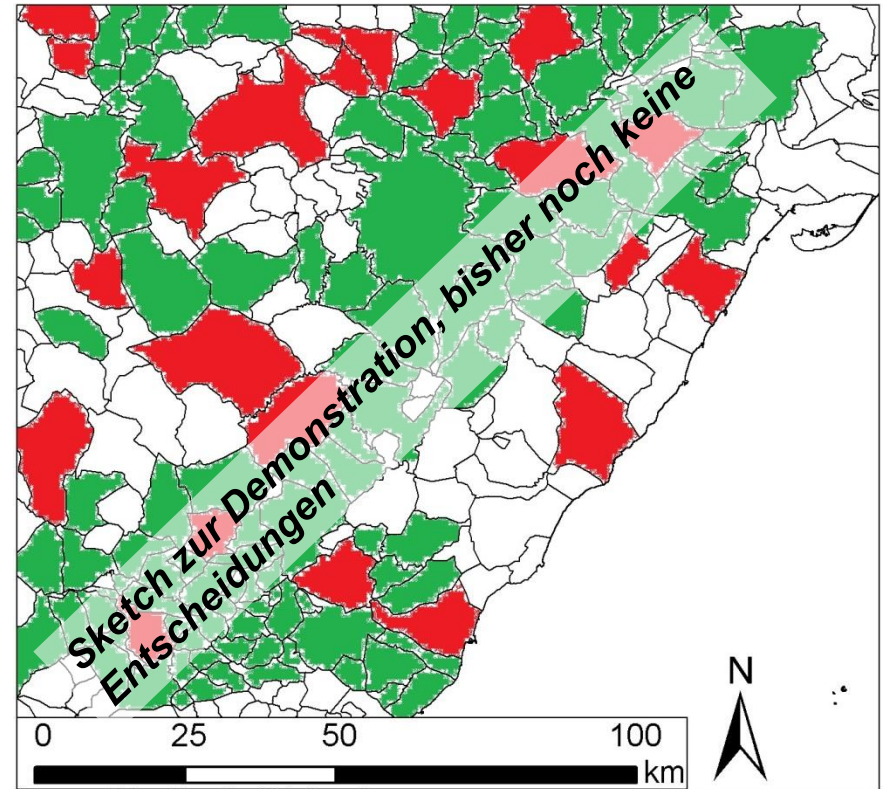 Sketch zur Demonstration, bisher noch keine
Entscheidungen
N
0 25 50 100
km